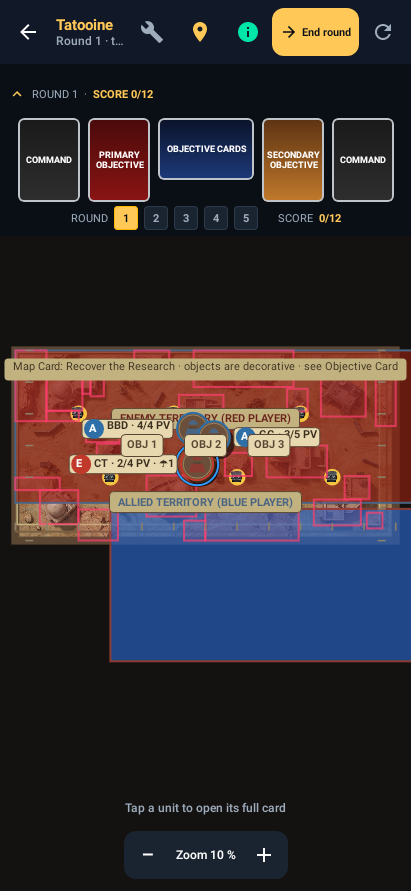 Tatooine
Round 1 · t…
End round
ROUND 1 · SCORE 0/12
COMMAND
PRIMARY
OBJECTIVE
OBJECTIVE CARDS
SECONDARY
OBJECTIVE
COMMAND
ROUND 1 2 3 4 5 SCORE 0/12
Map Card: Recover the Research · objects are decorative · see Objective Card
ENEMY TERRITORY (RED PLAYER)
A BBD · 4/4 PV
A 3/5 PV
OBJ 1
OBJ 2
OBJ 3
E CT · 2/4 PV · ☂1
ALLIED TERRITORY (BLUE PLAYER)
Tap a unit to open its full card
− Zoom 10 % +